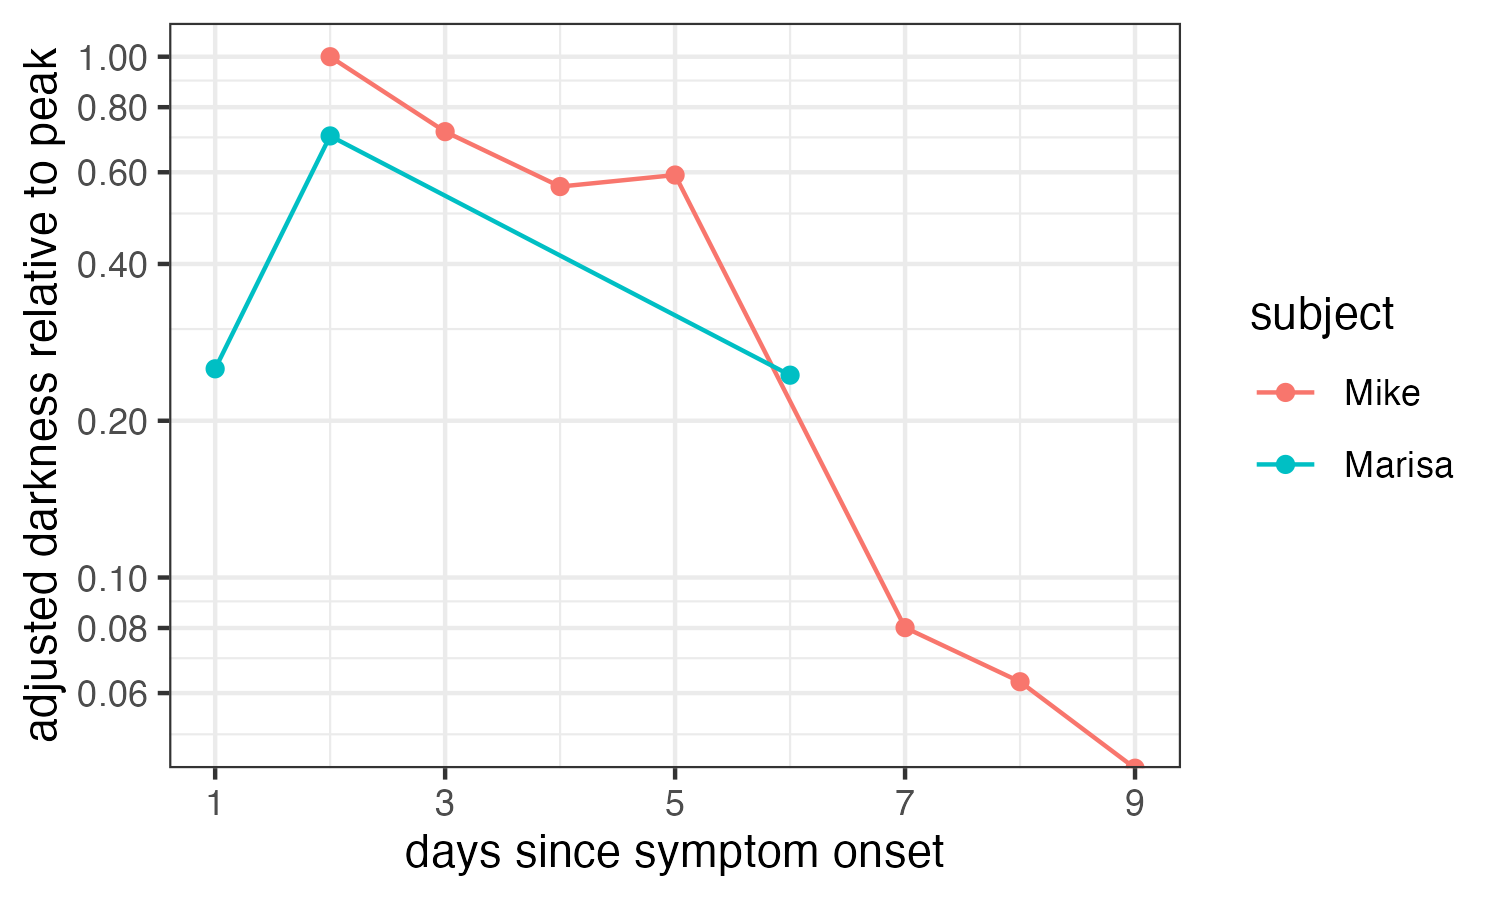 adjusted darkness relative to peak
1.00
0.80
0.60
0.40
0.20
0.10
0.08
0.06
1 3 5 7 9
days since symptom onset
subject
Mike
Marisa